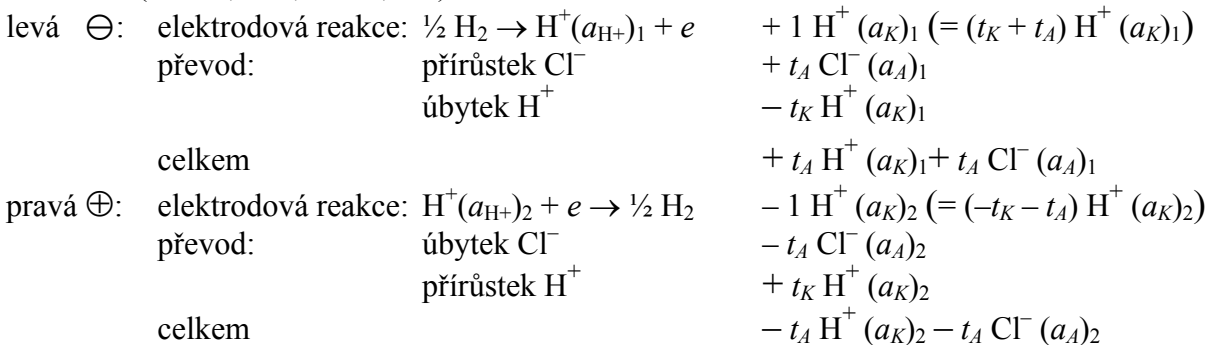 levá ⊖: elektrodová reakce: ½ H₂ → H⁺(a_H+)₁ + e + 1 H⁺ (a_K)₁ (= (t_K + t_A) H⁺ (a_K)₁)
převod: přírůstek Cl⁻ + t_A Cl⁻ (a_A)₁
úbytek H⁺ – t_K H⁺ (a_K)₁
celkem + t_A H⁺ (a_K)₁+ t_A Cl⁻ (a_A)₁
pravá ⊕: elektrodová reakce: H⁺(a_H+)₂ + e → ½ H₂ – 1 H⁺ (a_K)₂ (= (–t_K – t_A) H⁺ (a_K)₂)
převod: úbytek Cl⁻ – t_A Cl⁻ (a_A)₂
přírůstek H⁺ + t_K H⁺ (a_K)₂
celkem – t_A H⁺ (a_K)₂ – t_A Cl⁻ (a_A)₂